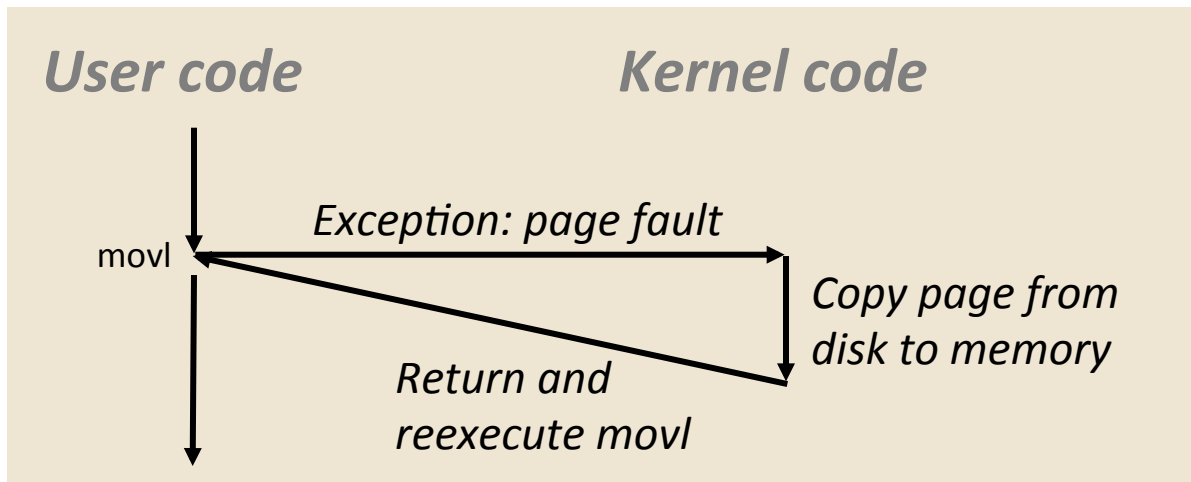 User code
Kernel code
Exception: page fault
movl
Copy page from
disk to memory
Return and
reexecute movl